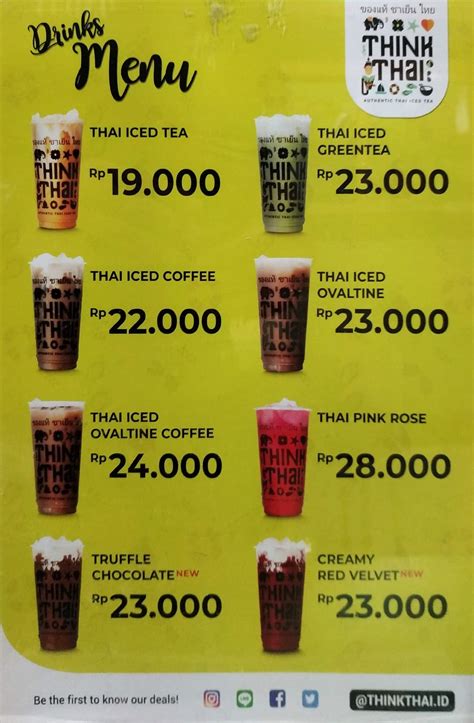 Drinks
Menu
ของแท้ ชาเย็น ไทย
THINK
THAI?
AUTHENTIC THAI ICED TEA
THAI ICED TEA
Rp 19.000
THAI ICED
GREENTEA
Rp 23.000
THAI ICED COFFEE
Rp 22.000
THAI ICED
OVALTINE
Rp 23.000
THAI ICED
OVALTINE COFFEE
Rp 24.000
THAI PINK ROSE
Rp 28.000
TRUFFLE
CHOCOLATE NEW
Rp 23.000
CREAMY
RED VELVET NEW
Rp 23.000
Be the first to know our deals!
@THINKTHAI.ID